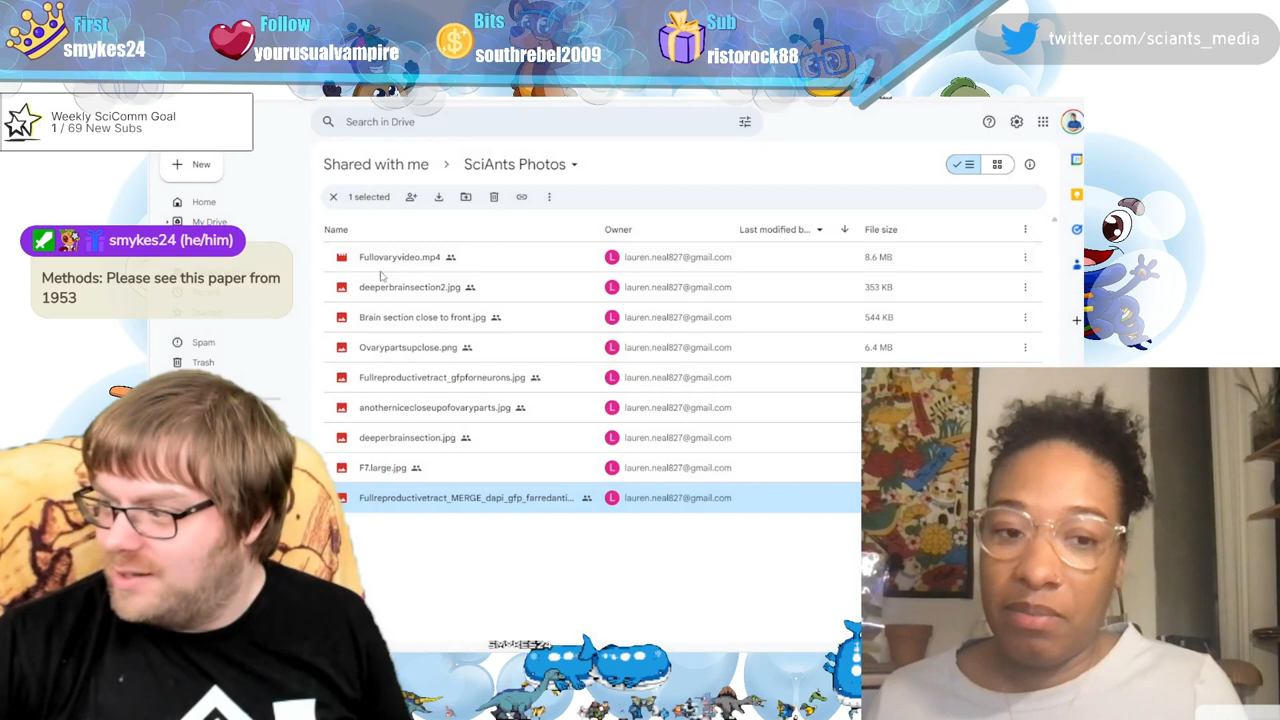 First
smykes24
Follow
yourusualvampire
Bits
southrebel2009
Sub
ristorock88
twitter.com/sciants_media
Weekly SciComm Goal
1 / 69 New Subs
Search in Drive
New
Shared with me > SciAnts Photos
Home
My Drive
1 selected
smykes24 (he/him)
Methods: Please see this paper from
1953
Spam
Trash
Name Owner Last modified b... File size
Fullovaryvideo.mp4 L lauren.neal827@gmail.com 8.6 MB
deeperbrainsection2.jpg L lauren.neal827@gmail.com 353 KB
Brain section close to front.jpg L lauren.neal827@gmail.com 544 KB
Ovarypartsupclose.png L lauren.neal827@gmail.com 6.4 MB
Fullreproductivetract_gfpforneurons.jpg L lauren.neal827@gmail.com
anothernicecloseupofovaryparts.jpg L lauren.neal827@gmail.com
deeperbrainsection.jpg L lauren.neal827@gmail.com
F7.large.jpg L lauren.neal827@gmail.com
Fullreproductivetract_MERGE_dapi_gfp_farredanti... L lauren.neal827@gmail.com
SMYKES24